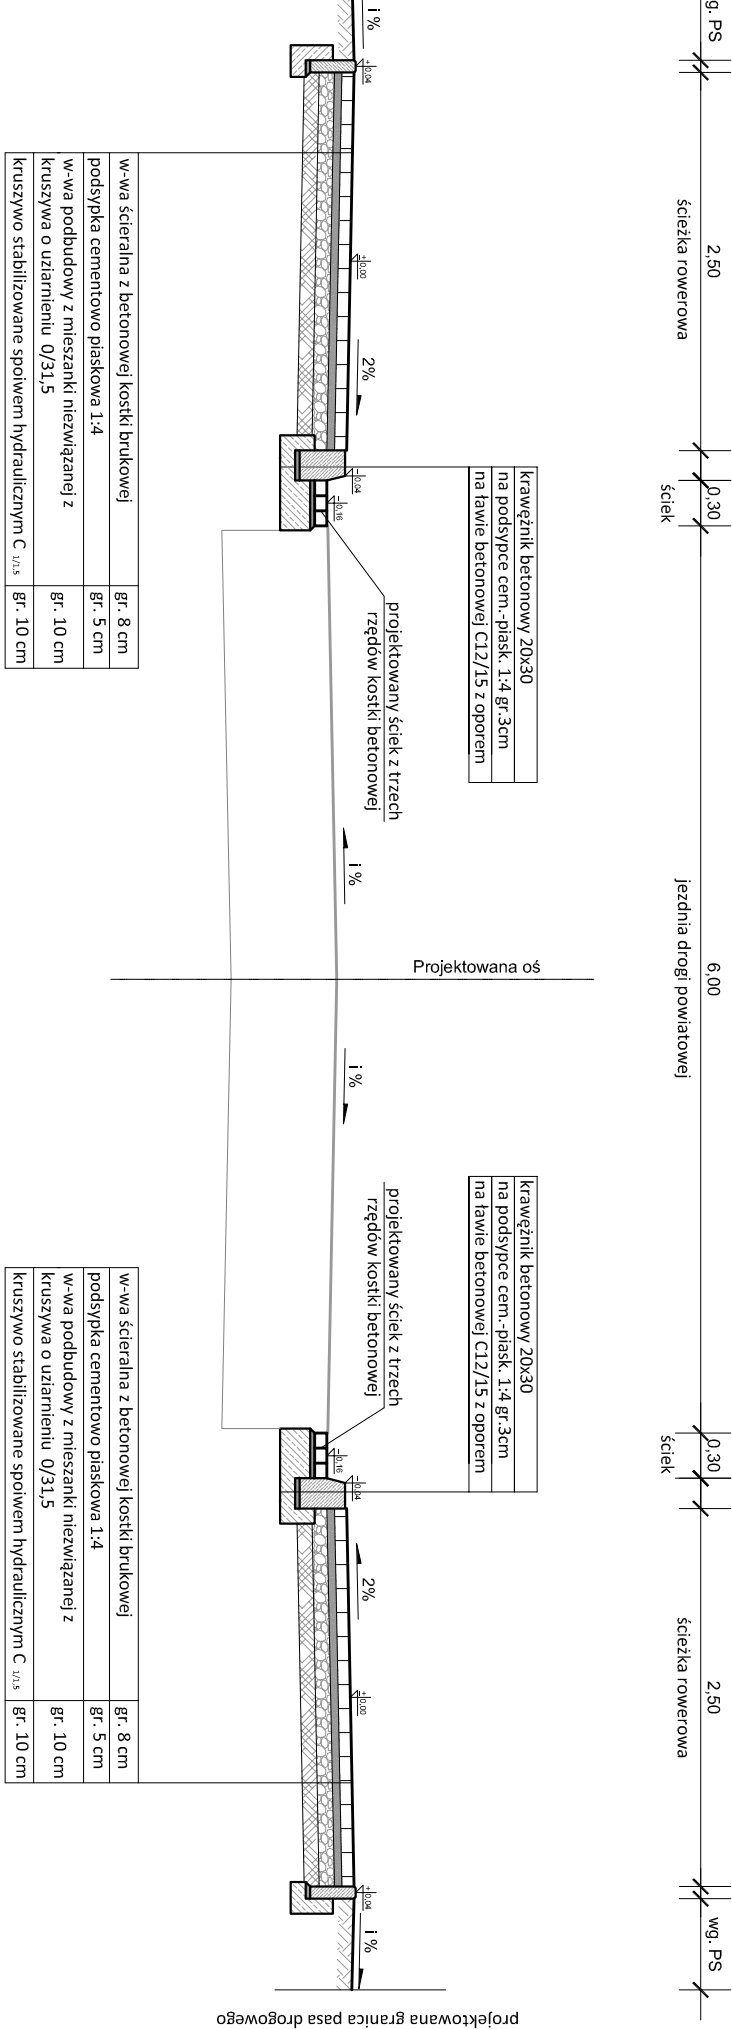 g. PS
2,50
ścieżka rowerowa
0,30
ściek
6,00
jezdnia drogi powiatowej
0,30
ściek
2,50
ścieżka rowerowa
wg. PS
krawężnik betonowy 20x30
na podsypce cem.-piask. 1:4 gr.3cm
na ławie betonowej C12/15 z oporem
krawężnik betonowy 20x30
na podsypce cem.-piask. 1:4 gr.3cm
na ławie betonowej C12/15 z oporem
Projektowana oś
projektowany ściek z trzech
rzędów kostki betonowej
projektowany ściek z trzech
rzędów kostki betonowej
i %
+0,04
±0,00
2%
-0,04
-0,16
i %
i %
-0,16
-0,04
2%
±0,00
+0,04
i %
projektowana granica pasa drogowego
w-wa ścieralna z betonowej kostki brukowej gr. 8 cm
podsypka cementowo piaskowa 1:4 gr. 5 cm
w-wa podbudowy z mieszanki niezwiązanej z
kruszywa o uziarnieniu 0/31,5 gr. 10 cm
kruszywo stabilizowane spoiwem hydraulicznym C 1/1.5 gr. 10 cm
w-wa ścieralna z betonowej kostki brukowej gr. 8 cm
podsypka cementowo piaskowa 1:4 gr. 5 cm
w-wa podbudowy z mieszanki niezwiązanej z
kruszywa o uziarnieniu 0/31,5 gr. 10 cm
kruszywo stabilizowane spoiwem hydraulicznym C 1/1.5 gr. 10 cm